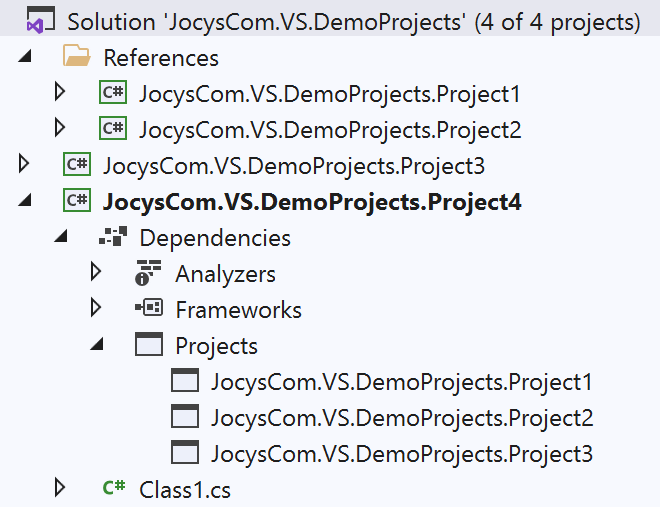 Solution 'JocysCom.VS.DemoProjects' (4 of 4 projects)
References
C# JocysCom.VS.DemoProjects.Project1
C# JocysCom.VS.DemoProjects.Project2
C# JocysCom.VS.DemoProjects.Project3
C# JocysCom.VS.DemoProjects.Project4
Dependencies
Analyzers
Frameworks
Projects
JocysCom.VS.DemoProjects.Project1
JocysCom.VS.DemoProjects.Project2
JocysCom.VS.DemoProjects.Project3
C# Class1.cs